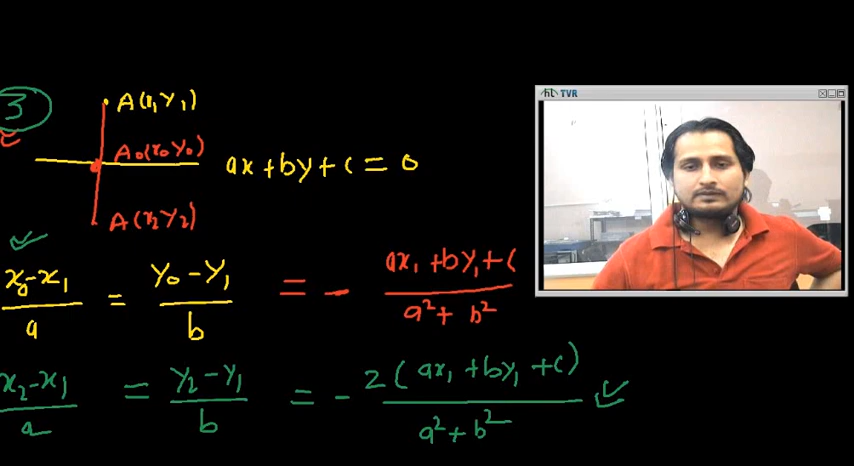 3
A(x₁ y₁)
A₀(x₀ y₀)
ax+by+c=0
A(x₂ y₂)
ht TVR
(x₀-x₁)/a = (y₀-y₁)/b = - (ax₁+by₁+c)/(a²+b²)
(x₂-x₁)/a = (y₂-y₁)/b = - 2(ax₁+by₁+c)/(a²+b²)